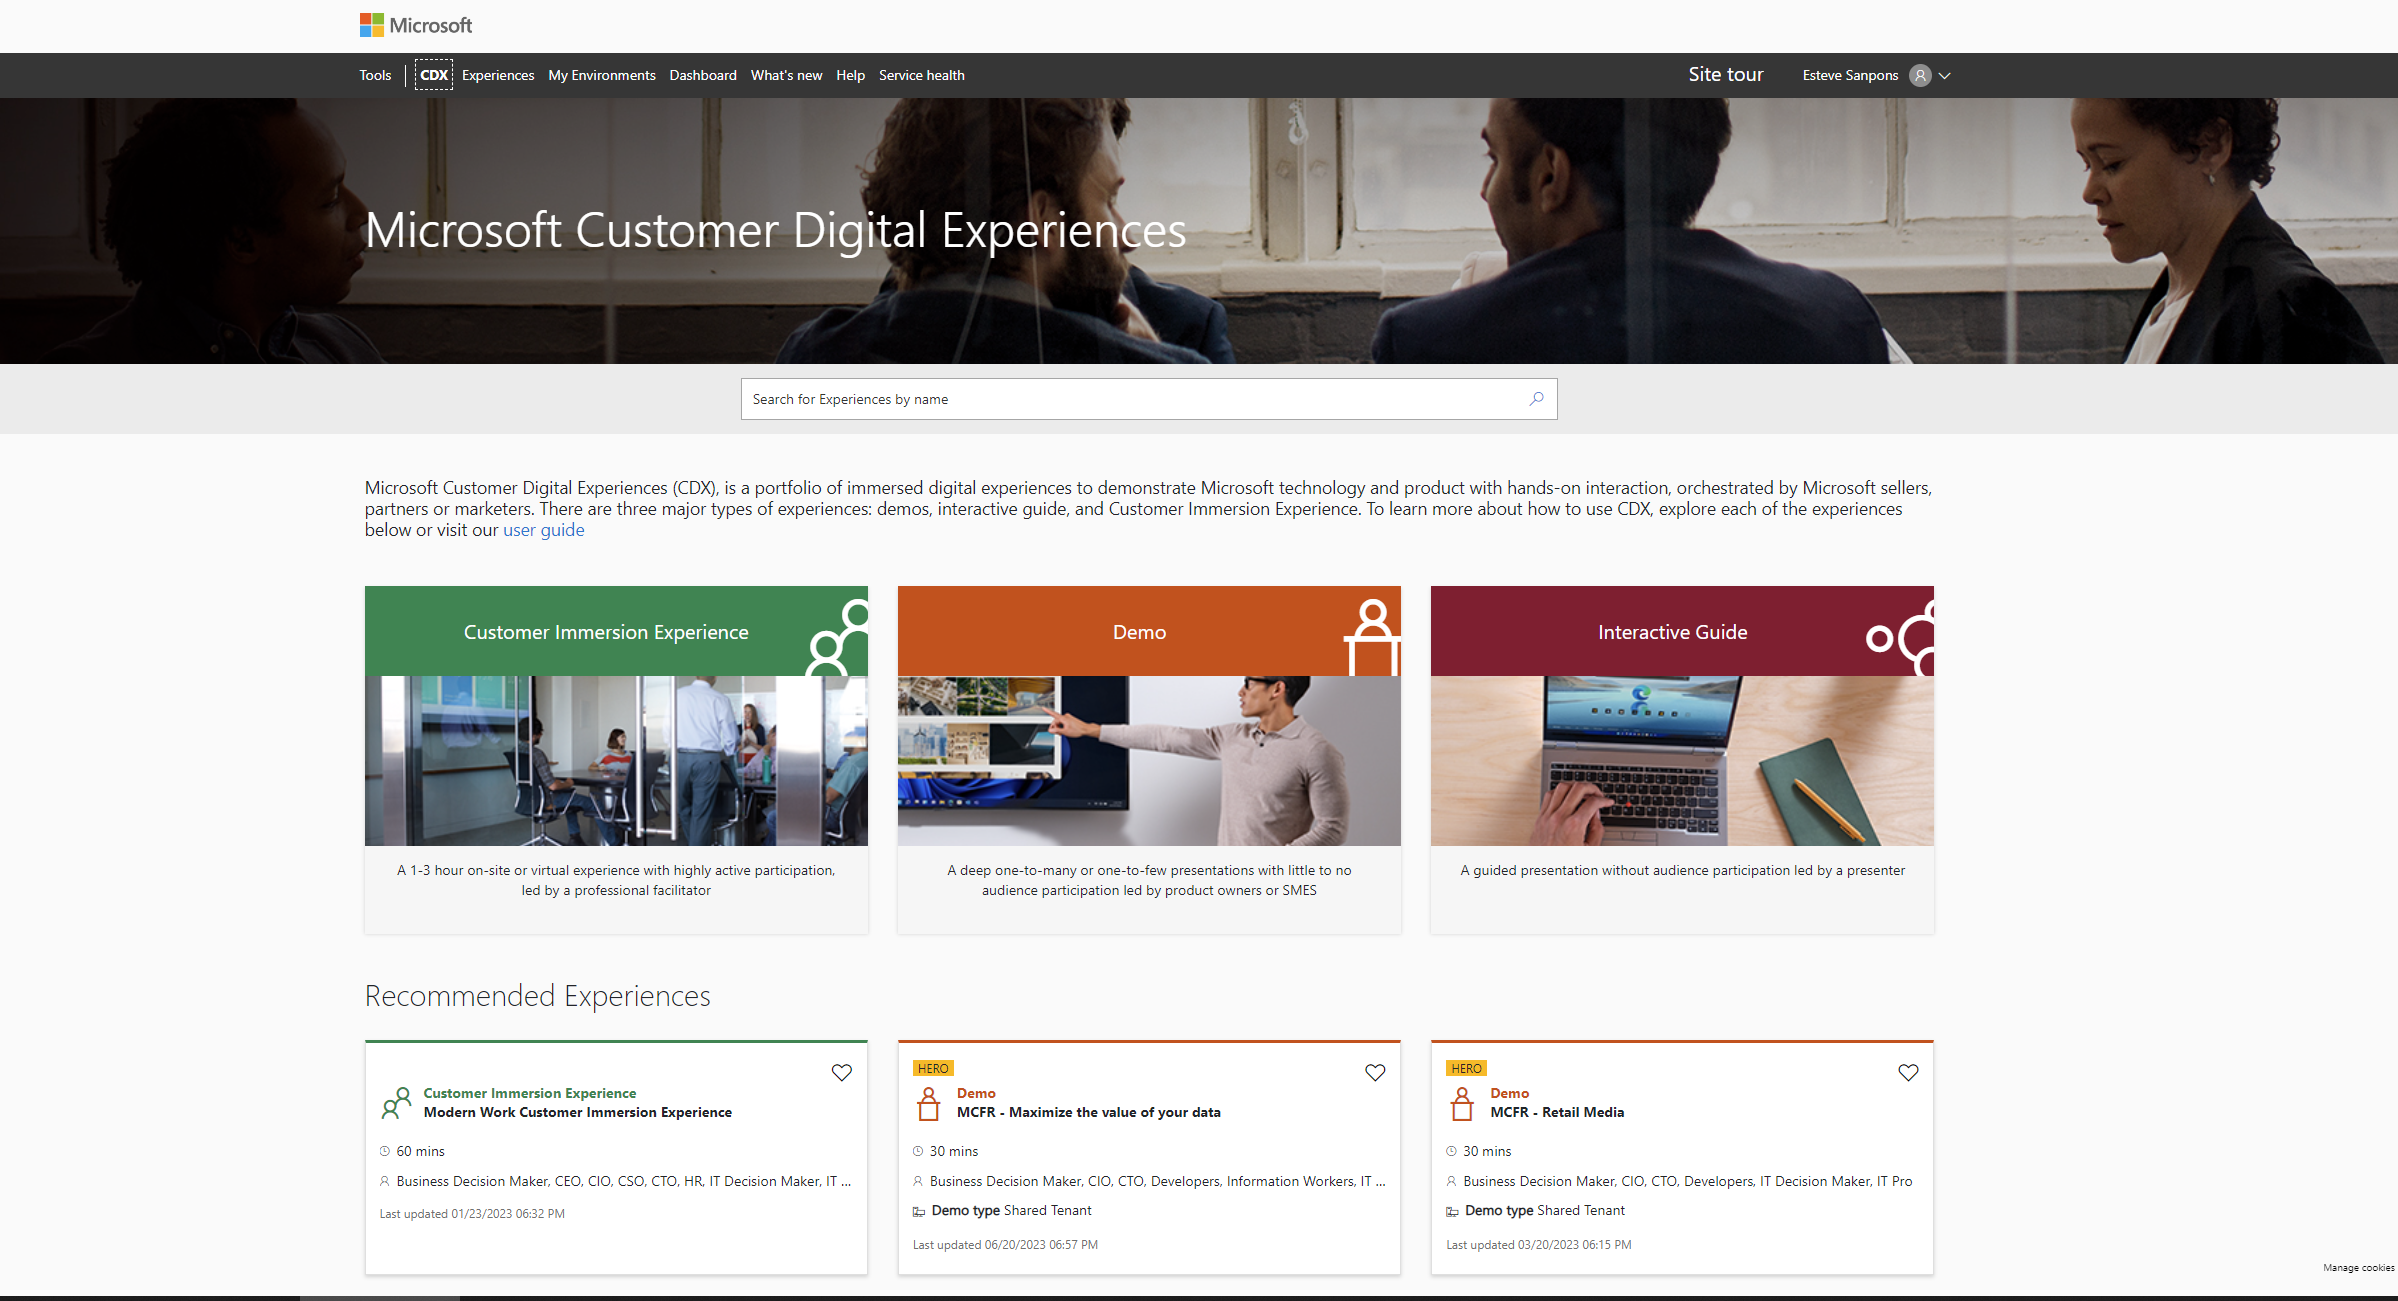 Microsoft
Tools
CDX
Experiences
My Environments
Dashboard
What's new
Help
Service health
Site tour
Esteve Sanpons
Microsoft Customer Digital Experiences
Search for Experiences by name
Microsoft Customer Digital Experiences (CDX), is a portfolio of immersed digital experiences to demonstrate Microsoft technology and product with hands-on interaction, orchestrated by Microsoft sellers,
partners or marketers. There are three major types of experiences: demos, interactive guide, and Customer Immersion Experience. To learn more about how to use CDX, explore each of the experiences
below or visit our user guide
Customer Immersion Experience
A 1-3 hour on-site or virtual experience with highly active participation,
led by a professional facilitator
Demo
A deep one-to-many or one-to-few presentations with little to no
audience participation led by product owners or SMES
Interactive Guide
A guided presentation without audience participation led by a presenter
Recommended Experiences
Customer Immersion Experience
Modern Work Customer Immersion Experience
60 mins
Business Decision Maker, CEO, CIO, CSO, CTO, HR, IT Decision Maker, IT ...
Last updated 01/23/2023 06:32 PM
HERO
Demo
MCFR - Maximize the value of your data
30 mins
Business Decision Maker, CIO, CTO, Developers, Information Workers, IT ...
Demo type Shared Tenant
Last updated 06/20/2023 06:57 PM
HERO
Demo
MCFR - Retail Media
30 mins
Business Decision Maker, CIO, CTO, Developers, IT Decision Maker, IT Pro
Demo type Shared Tenant
Last updated 03/20/2023 06:15 PM
Manage cookies